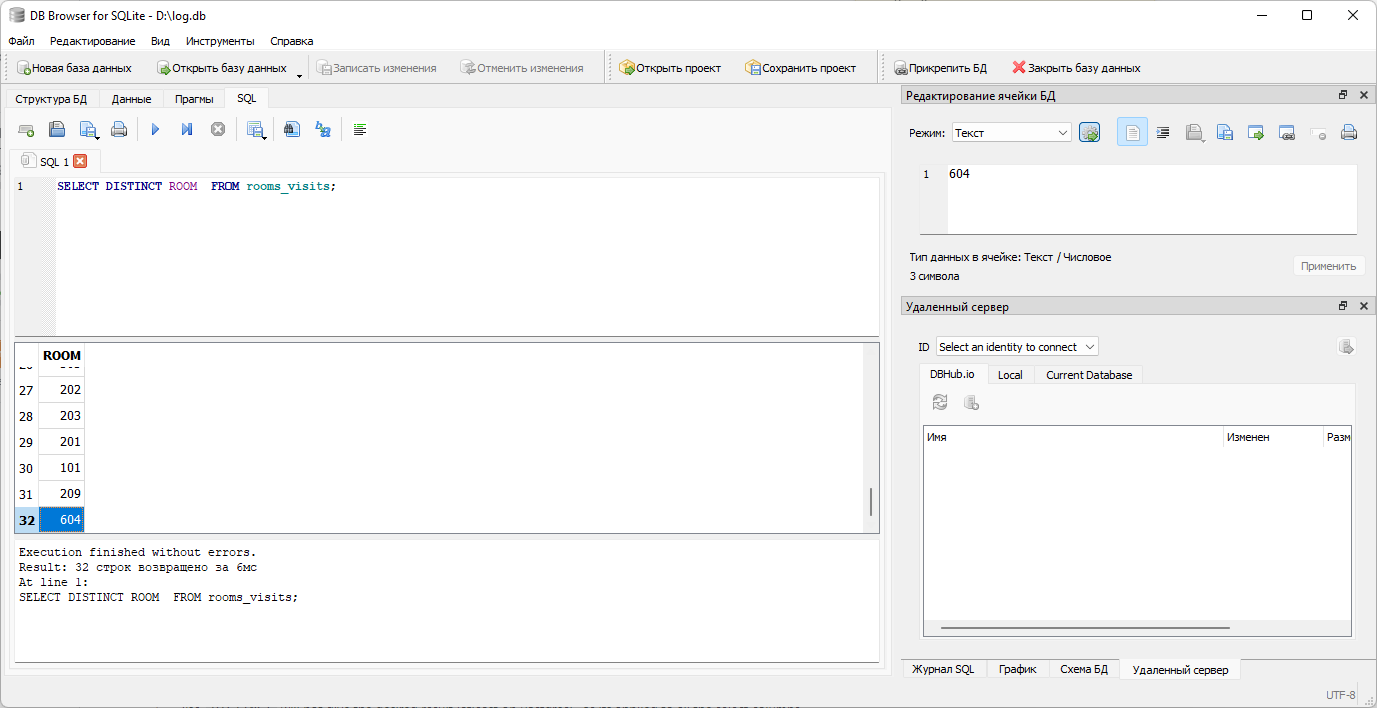 DB Browser for SQLite - D:\log.db
Файл Редактирование Вид Инструменты Справка
Новая база данных Открыть базу данных Записать изменения Отменить изменения Открыть проект Сохранить проект Прикрепить БД Закрыть базу данных
Структура БД Данные Прагмы SQL
SQL 1
1 SELECT DISTINCT ROOM FROM rooms_visits;
ROOM
27 202
28 203
29 201
30 101
31 209
32 604
Execution finished without errors.
Result: 32 строк возвращено за 6мс
At line 1:
SELECT DISTINCT ROOM FROM rooms_visits;
Редактирование ячейки БД
Режим: Текст
1 604
Тип данных в ячейке: Текст / Числовое
3 символа
Применить
Удаленный сервер
ID Select an identity to connect
DBHub.io Local Current Database
Имя Изменен Разм
Журнал SQL График Схема БД Удаленный сервер
UTF-8